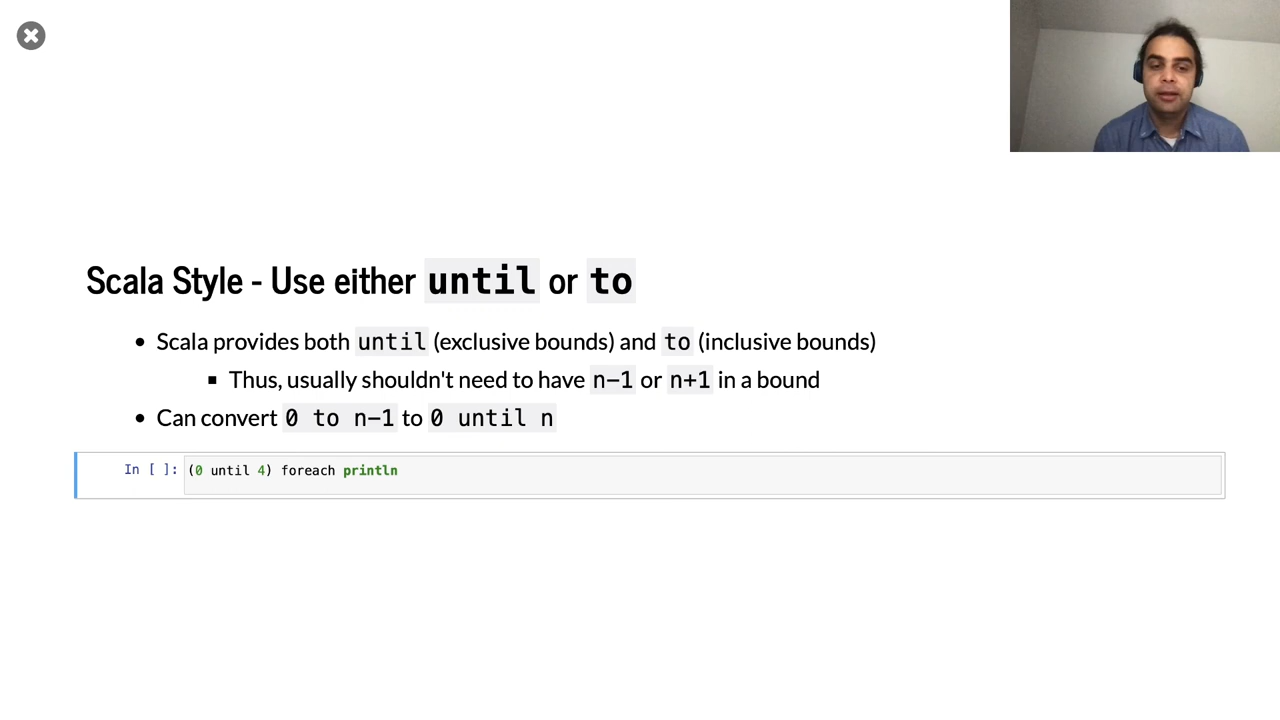 Scala Style - Use either until or to
Scala provides both until (exclusive bounds) and to (inclusive bounds)
Thus, usually shouldn't need to have n-1 or n+1 in a bound
Can convert 0 to n-1 to 0 until n
In [ ]: (0 until 4) foreach println